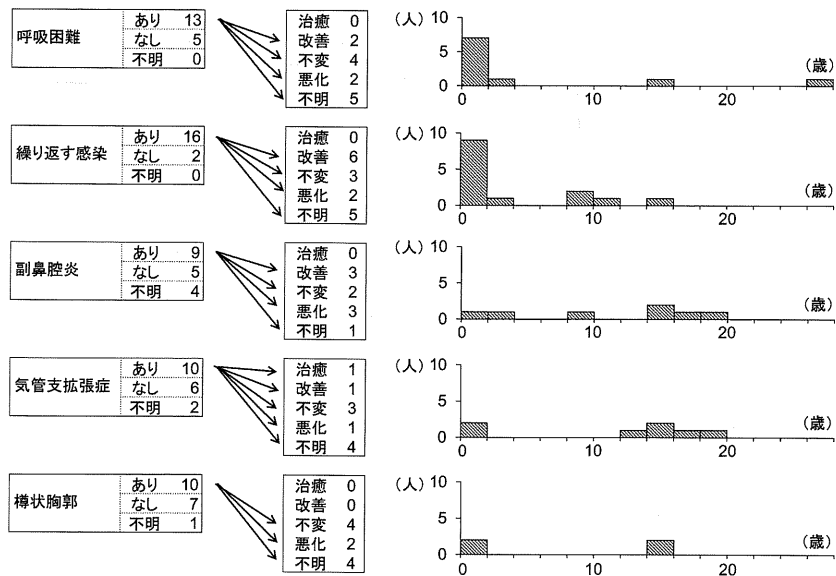 呼吸困難
あり 13
なし 5
不明 0
治癒 0
改善 2
不変 4
悪化 2
不明 5
(人) 10
5
0
(歳)
0 10 20
繰り返す感染
あり 16
なし 2
不明 0
治癒 0
改善 6
不変 3
悪化 2
不明 5
(人) 10
5
0
(歳)
0 10 20
副鼻腔炎
あり 9
なし 5
不明 4
治癒 0
改善 3
不変 2
悪化 3
不明 1
(人) 10
5
0
(歳)
0 10 20
気管支拡張症
あり 10
なし 6
不明 2
治癒 1
改善 1
不変 3
悪化 1
不明 4
(人) 10
5
0
(歳)
0 10 20
樽状胸郭
あり 10
なし 7
不明 1
治癒 0
改善 0
不変 4
悪化 2
不明 4
(人) 10
5
0
(歳)
0 10 20